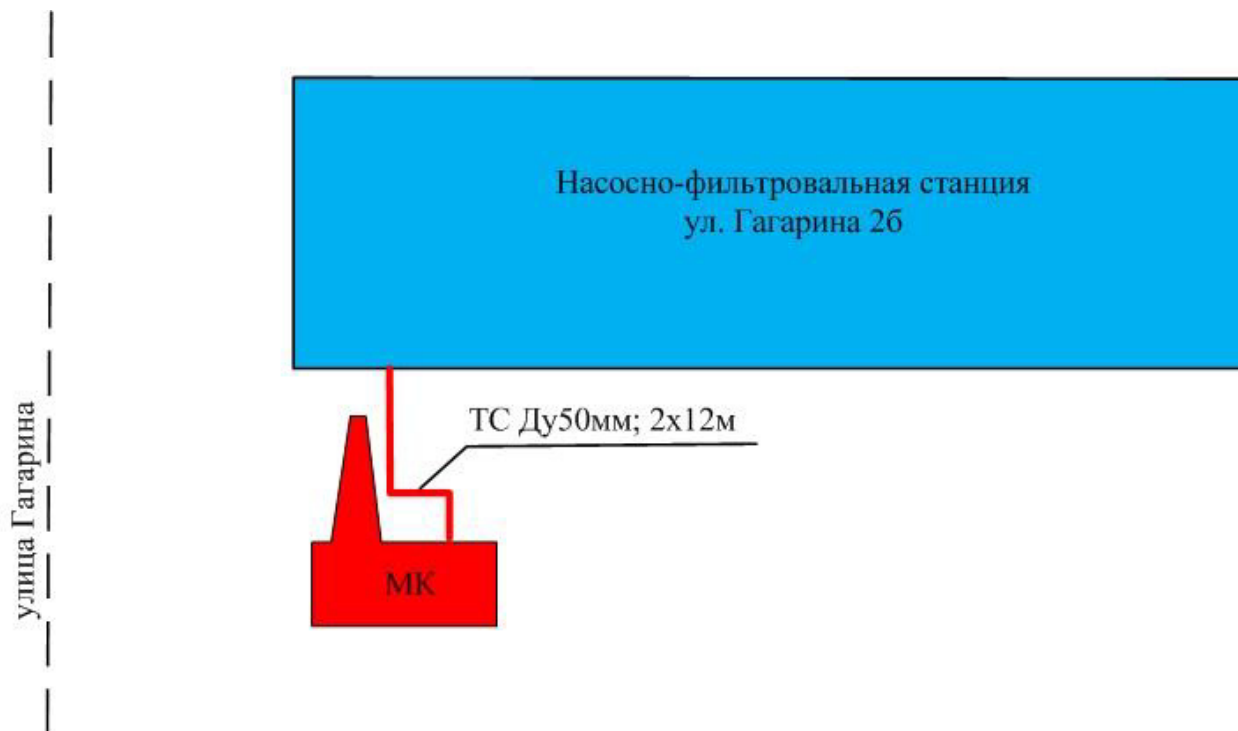 Насосно-фильтровальная станция
ул. Гагарина 2б
ТС Ду50мм; 2х12м
улица Гагарина
МК